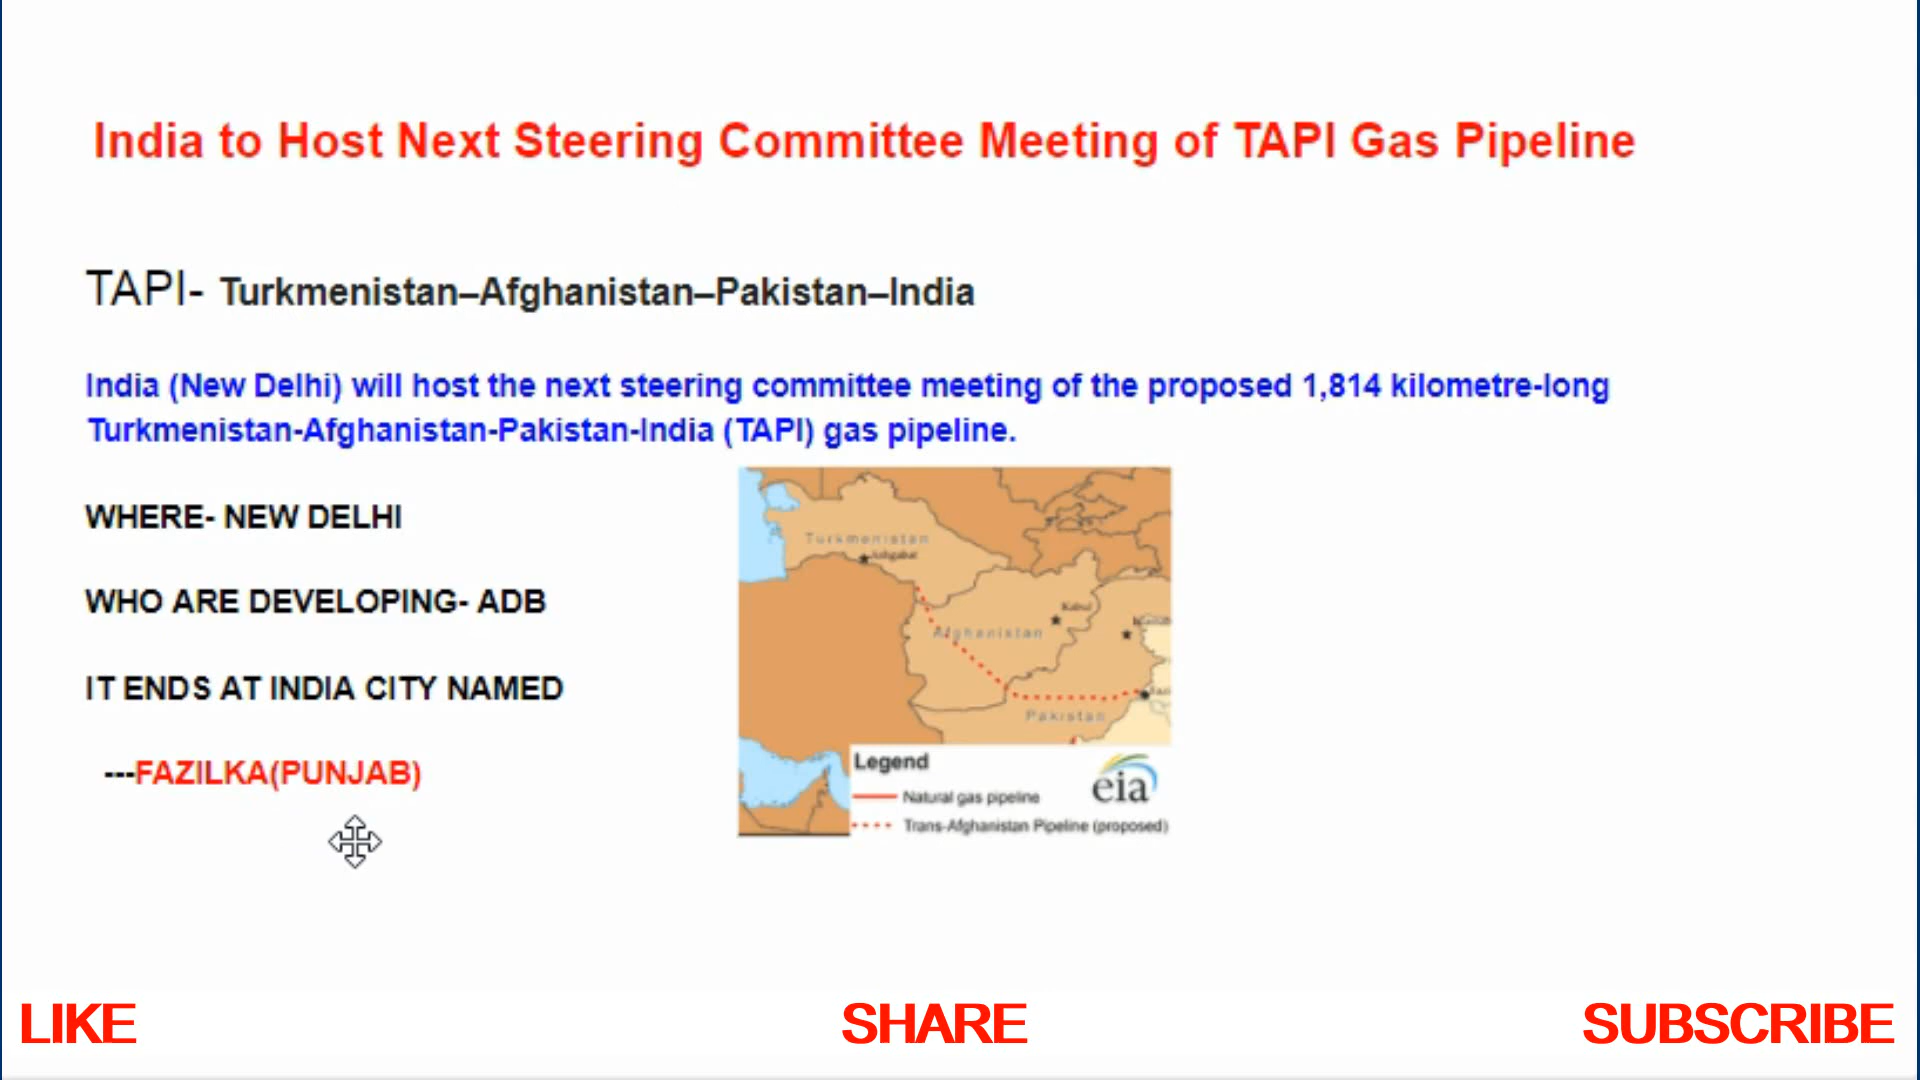 India to Host Next Steering Committee Meeting of TAPI Gas Pipeline
TAPI- Turkmenistan–Afghanistan–Pakistan–India
India (New Delhi) will host the next steering committee meeting of the proposed 1,814 kilometre-long
Turkmenistan-Afghanistan-Pakistan-India (TAPI) gas pipeline.
WHERE- NEW DELHI
WHO ARE DEVELOPING- ADB
IT ENDS AT INDIA CITY NAMED
---FAZILKA(PUNJAB)
Turkmenistan
Ashgabat
Kabul
Afghanistan
Pakistan
Legend
eia
Natural gas pipeline
Trans-Afghanistan Pipeline (proposed)
LIKE
SHARE
SUBSCRIBE